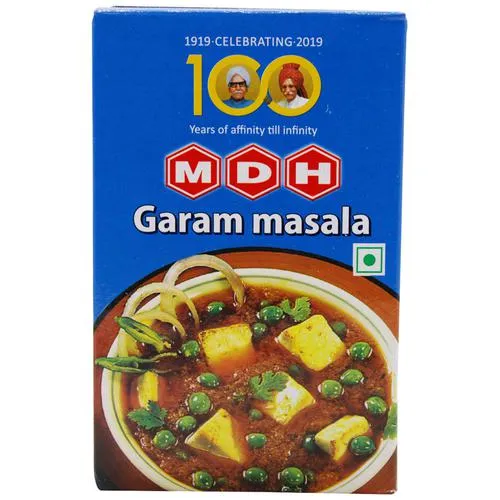 1919·CELEBRATING·2019
100
Years of affinity till infinity
MDH
Garam masala